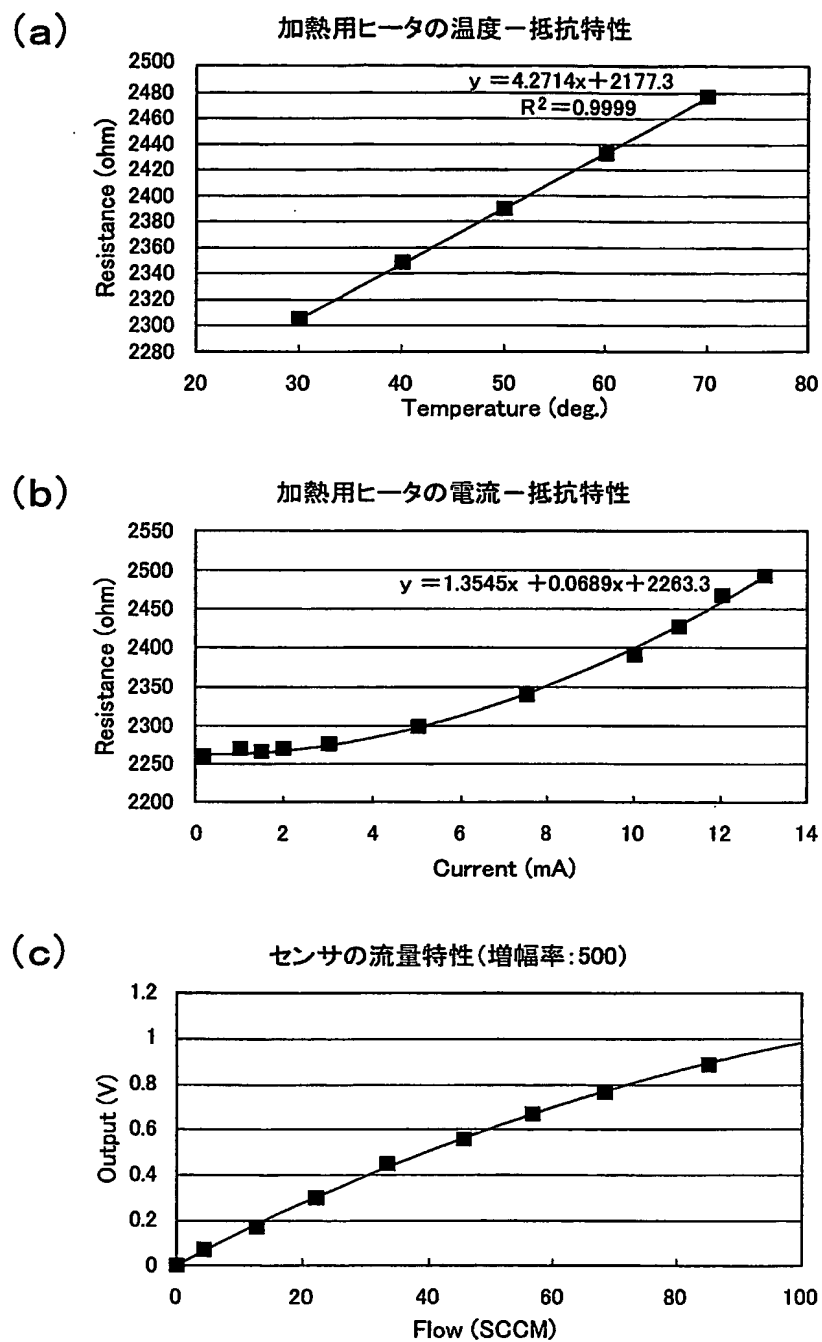 (a)
加熱用ヒータの温度－抵抗特性
2500
2480
2460
2440
2420
2400
2380
2360
2340
2320
2300
2280
Resistance (ohm)
y =4.2714x+2177.3
R²=0.9999
20 30 40 50 60 70 80
Temperature (deg.)
(b)
加熱用ヒータの電流－抵抗特性
2550
2500
2450
2400
2350
2300
2250
2200
Resistance (ohm)
y =1.3545x +0.0689x+2263.3
0 2 4 6 8 10 12 14
Current (mA)
(c)
センサの流量特性(増幅率:500)
1.2
1
0.8
0.6
0.4
0.2
0
Output (V)
0 20 40 60 80 100
Flow (SCCM)